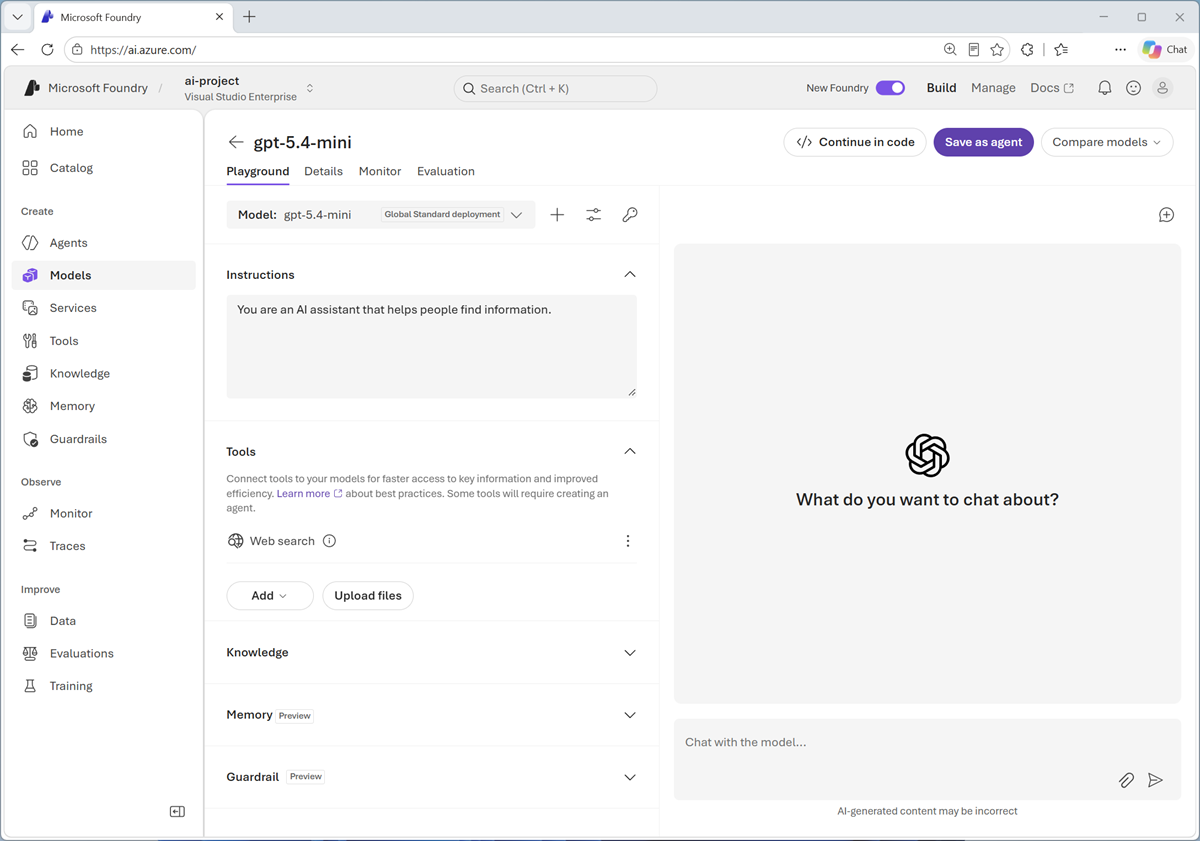 Microsoft Foundry
https://ai.azure.com/
Chat
Microsoft Foundry / ai-project
Visual Studio Enterprise
Search (Ctrl + K)
New Foundry
Build
Manage
Docs
Home
Catalog
Create
Agents
Models
Services
Tools
Knowledge
Memory
Guardrails
Observe
Monitor
Traces
Improve
Data
Evaluations
Training
gpt-5.4-mini
Continue in code
Save as agent
Compare models
Playground
Details
Monitor
Evaluation
Model: gpt-5.4-mini
Global Standard deployment
Instructions
You are an AI assistant that helps people find information.
Tools
Connect tools to your models for faster access to key information and improved
efficiency. Learn more about best practices. Some tools will require creating an
agent.
Web search
Add
Upload files
Knowledge
Memory Preview
Guardrail Preview
What do you want to chat about?
Chat with the model...
AI-generated content may be incorrect